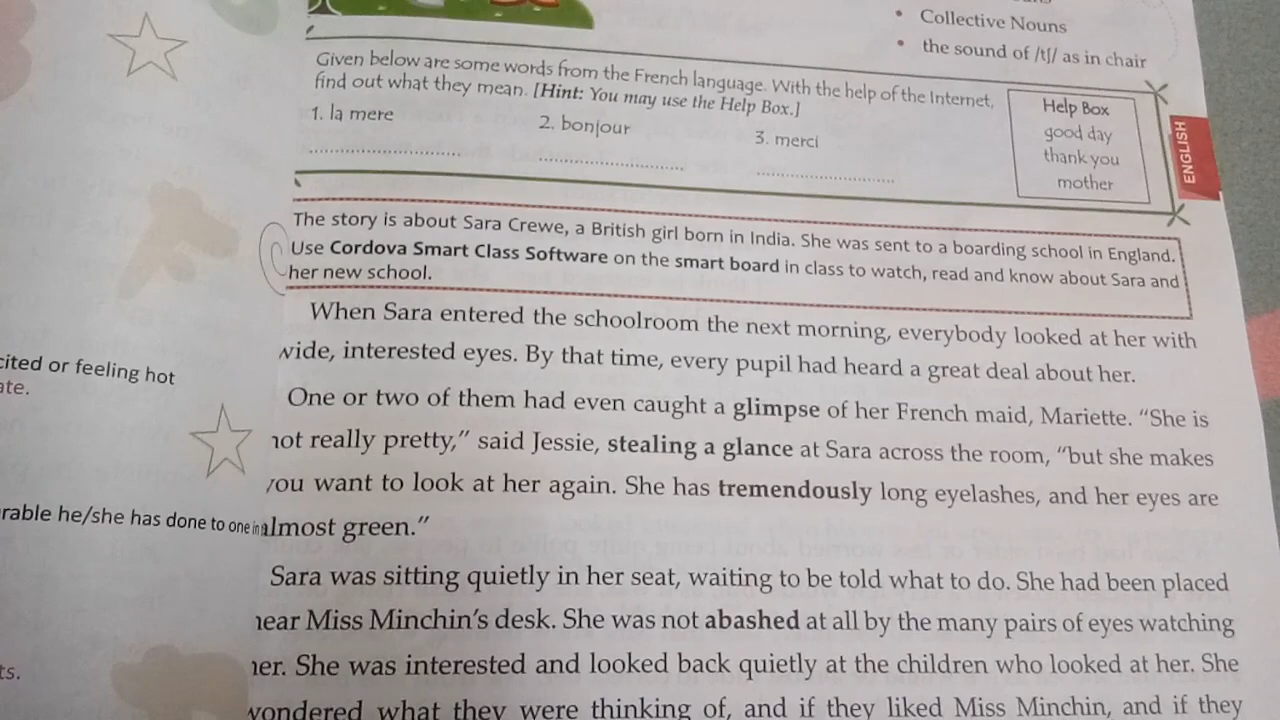 Collective Nouns
the sound of /tʃ/ as in chair
Given below are some words from the French language. With the help of the Internet,
find out what they mean. [Hint: You may use the Help Box.]
1. la mere
2. bonjour
3. merci
Help Box
good day
thank you
mother
ENGLISH
The story is about Sara Crewe, a British girl born in India. She was sent to a boarding school in England.
Use Cordova Smart Class Software on the smart board in class to watch, read and know about Sara and
her new school.
When Sara entered the schoolroom the next morning, everybody looked at her with
wide, interested eyes. By that time, every pupil had heard a great deal about her.
One or two of them had even caught a glimpse of her French maid, Mariette. “She is
not really pretty,” said Jessie, stealing a glance at Sara across the room, “but she makes
you want to look at her again. She has tremendously long eyelashes, and her eyes are
almost green.”
Sara was sitting quietly in her seat, waiting to be told what to do. She had been placed
near Miss Minchin’s desk. She was not abashed at all by the many pairs of eyes watching
her. She was interested and looked back quietly at the children who looked at her. She
wondered what they were thinking of, and if they liked Miss Minchin, and if they
cited or feeling hot
ate.
rable he/she has done to one in
ts.